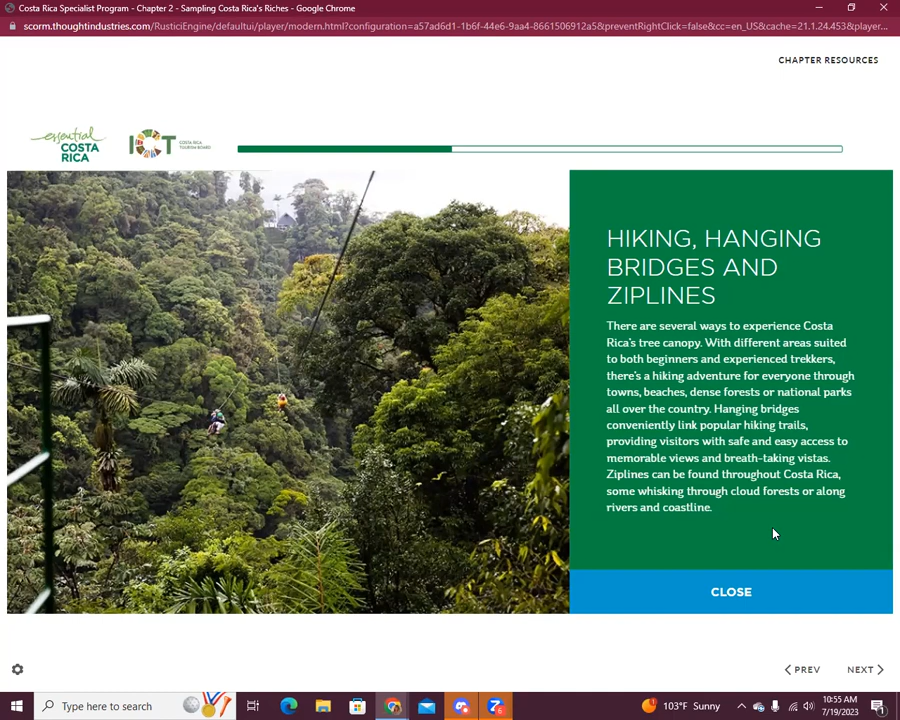 Costa Rica Specialist Program - Chapter 2 - Sampling Costa Rica's Riches - Google Chrome
scorm.thoughtindustries.com/RusticiEngine/defaultui/player/modern.html?configuration=a57ad6d1-1b6f-44e6-9ea4-8661506912a5&preventRightClick=false&cc=en_US&cache=21.1.24.453&player...
CHAPTER RESOURCES
essential
COSTA
RICA
ICT
COSTA RICA
TOURISM BOARD
HIKING, HANGING
BRIDGES AND
ZIPLINES
There are several ways to experience Costa
Rica's tree canopy. With different areas suited
to both beginners and experienced trekkers,
there's a hiking adventure for everyone through
towns, beaches, dense forests or national parks
all over the country. Hanging bridges
conveniently link popular hiking trails,
providing visitors with safe and easy access to
memorable views and breath-taking vistas.
Ziplines can be found throughout Costa Rica,
some whisking through cloud forests or along
rivers and coastline.
CLOSE
PREV
NEXT
Type here to search
103°F Sunny
10:55 AM
7/19/2023